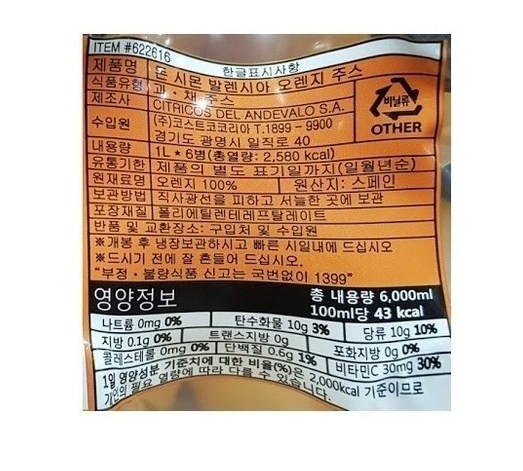 ITEM #622616
한글표시사항
제품명 돈 시몬 발렌시아 오렌지 주스
식품유형 과·채주스
제조사 CITRICOS DEL ANDEVALO S.A.
수입원 (주)코스트코코리아 T.1899 - 9900
경기도 광명시 일직로 40
비닐류
OTHER
내용량 1L * 6병(총열량: 2,580 kcal)
유통기한 제품의 별도 표기일까지(일월년순)
원재료명 오렌지 100% 원산지: 스페인
보관방법 직사광선을 피하고 서늘한 곳에 보관
포장재질 폴리에틸렌테레프탈레이트
반품 및 교환장소: 구입처 및 수입원
※개봉 후 냉장보관하시고 빠른 시일내에 드십시오
※드시기 전에 잘 흔들어 드십시오.
"부정·불량식품 신고는 국번없이 1399"
영양정보 총 내용량 6,000ml
100ml당 43 kcal
나트륨 0mg 0% 탄수화물 10g 3% 당류 10g 10%
지방 0.1g 0% 트랜스지방 0g 포화지방 0g 0%
콜레스테롤 0mg 0% 단백질 0.6g 1% 비타민C 30mg 30%
1일 영양성분 기준치에 대한 비율(%)은 2,000kcal 기준이므로
개인의 필요 열량에 따라 다를 수 있습니다.